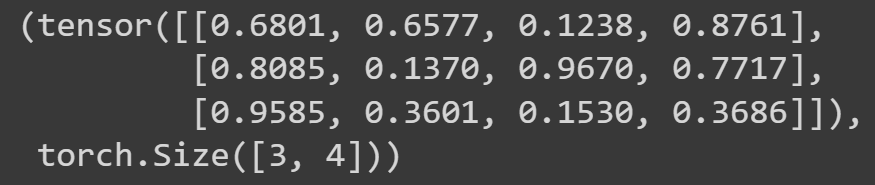 (tensor([[0.6801, 0.6577, 0.1238, 0.8761],
         [0.8085, 0.1370, 0.9670, 0.7717],
         [0.9585, 0.3601, 0.1530, 0.3686]]),
 torch.Size([3, 4]))